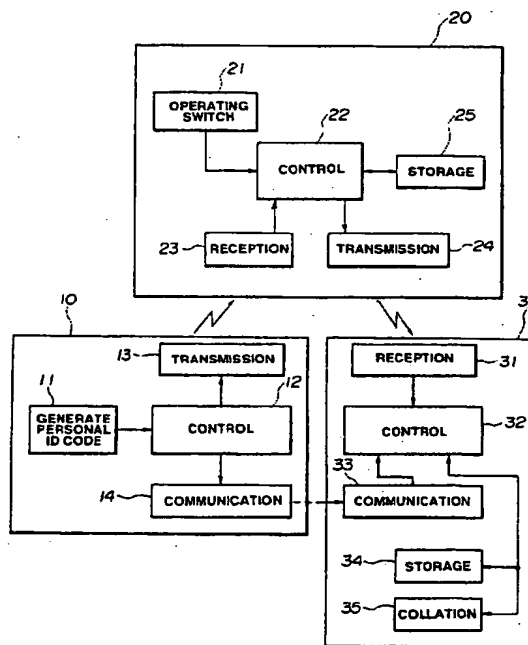 20
21
OPERATING
SWITCH
22
CONTROL
25
STORAGE
23
RECEPTION
TRANSMISSION
24
10
13
TRANSMISSION
12
11
GENERATE
PERSONAL
ID CODE
CONTROL
14
COMMUNICATION
3
RECEPTION
31
CONTROL
32
33
COMMUNICATION
34
STORAGE
35
COLLATION